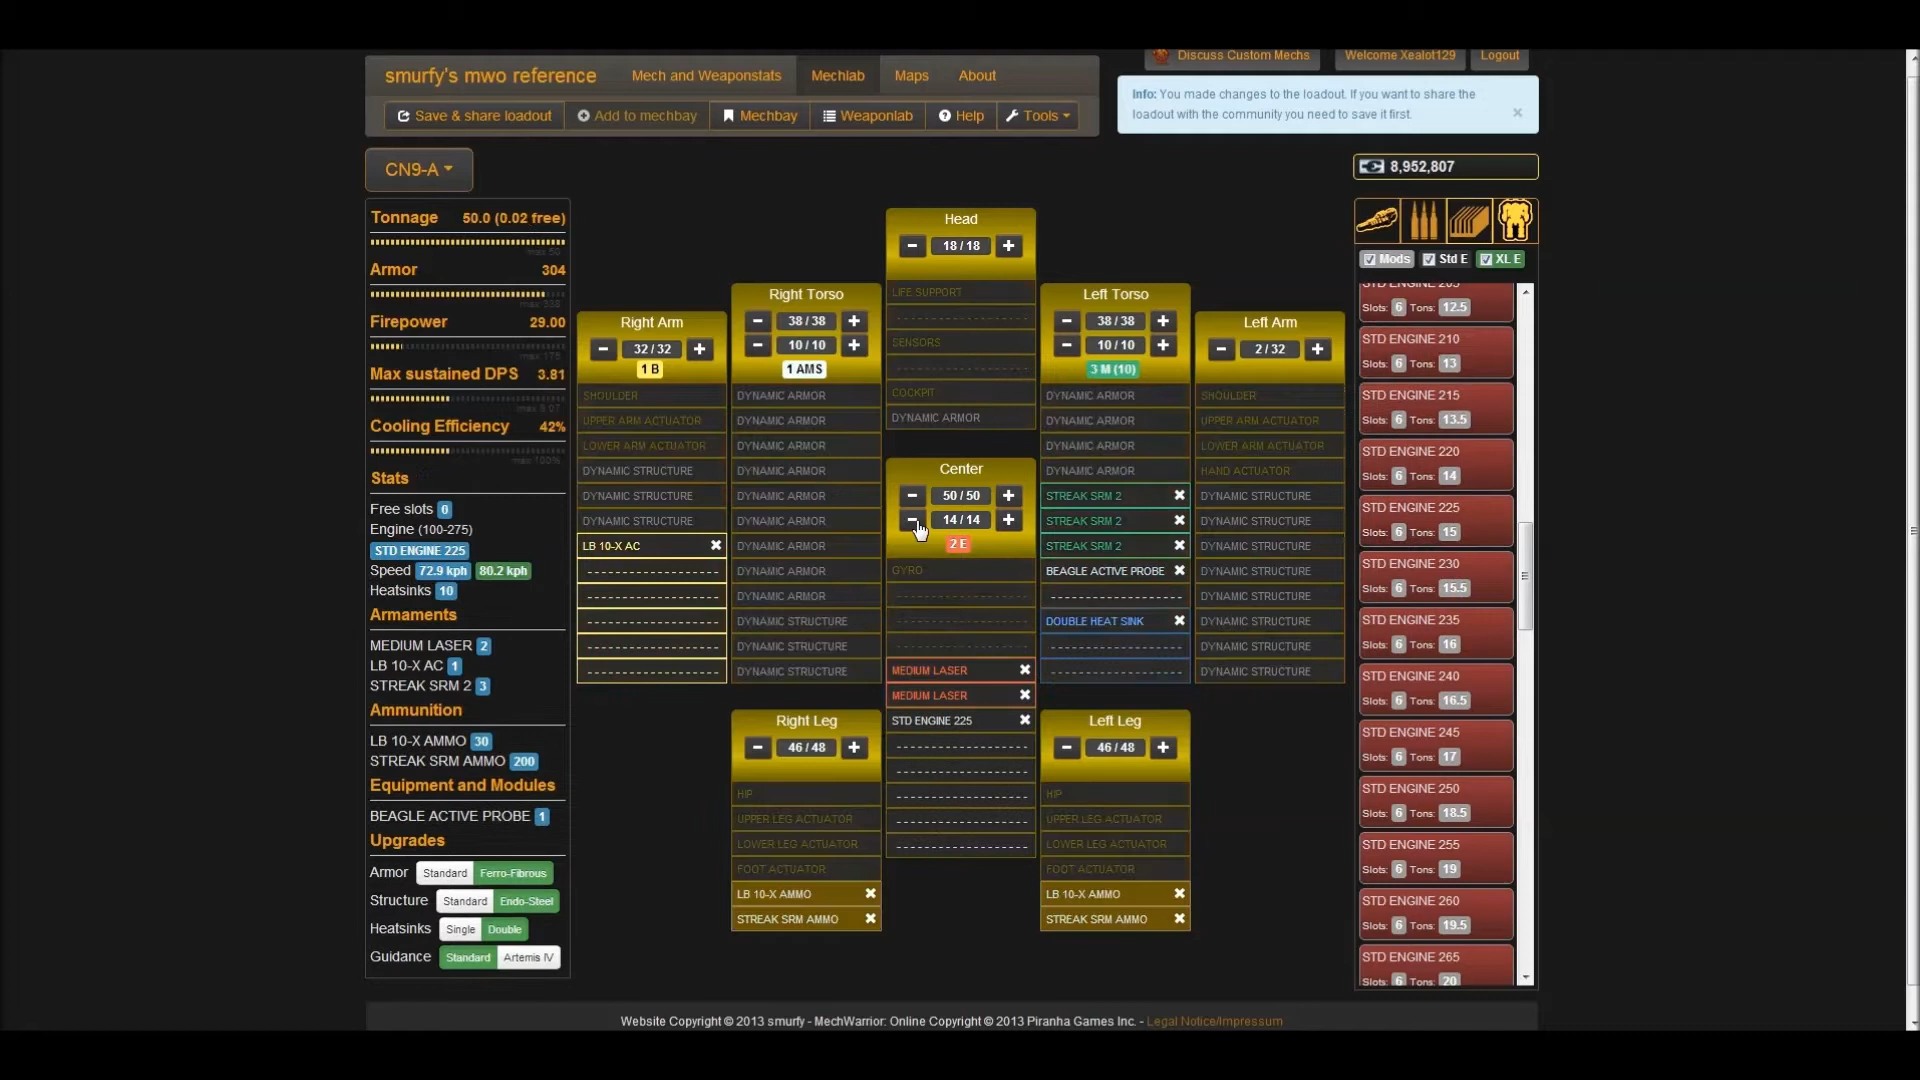 Discuss Custom Mechs
Welcome Xealot129
Logout
smurfy's mwo reference
Mech and Weaponstats
Mechlab
Maps
About
Save & share loadout
Add to mechbay
Mechbay
Weaponlab
Help
Tools
Info: You made changes to the loadout. If you want to share the
loadout with the community you need to save it first.
×
CN9-A
8,952,807
Tonnage 50.0 (0.02 free)
max 50
Armor 304
max 338
Firepower 29.00
max 175
Max sustained DPS 3.81
Cooling Efficiency 42%
max 100%
Stats
Free slots 0
Engine (100-275)
STD ENGINE 225
Speed 72.9 kph 80.2 kph
Heatsinks 10
Armaments
MEDIUM LASER 2
LB 10-X AC 1
STREAK SRM 2 3
Ammunition
LB 10-X AMMO 30
STREAK SRM AMMO 200
Equipment and Modules
BEAGLE ACTIVE PROBE 1
Upgrades
Armor Standard Ferro-Fibrous
Structure Standard Endo-Steel
Heatsinks Single Double
Guidance Standard Artemis IV
Right Arm
32 / 32
1 B
SHOULDER
UPPER ARM ACTUATOR
LOWER ARM ACTUATOR
DYNAMIC STRUCTURE
DYNAMIC STRUCTURE
DYNAMIC STRUCTURE
LB 10-X AC
Right Torso
38 / 38
10 / 10
1 AMS
DYNAMIC ARMOR
DYNAMIC ARMOR
DYNAMIC ARMOR
DYNAMIC ARMOR
DYNAMIC ARMOR
DYNAMIC ARMOR
DYNAMIC ARMOR
DYNAMIC ARMOR
DYNAMIC ARMOR
DYNAMIC STRUCTURE
DYNAMIC STRUCTURE
DYNAMIC STRUCTURE
Head
18 / 18
LIFE SUPPORT
SENSORS
COCKPIT
DYNAMIC ARMOR
Center
50 / 50
14 / 14
2 E
GYRO
MEDIUM LASER
MEDIUM LASER
STD ENGINE 225
Left Torso
38 / 38
10 / 10
3 M (10)
DYNAMIC ARMOR
DYNAMIC ARMOR
DYNAMIC ARMOR
DYNAMIC ARMOR
STREAK SRM 2
STREAK SRM 2
STREAK SRM 2
BEAGLE ACTIVE PROBE
DOUBLE HEAT SINK
Left Arm
2 / 32
SHOULDER
UPPER ARM ACTUATOR
LOWER ARM ACTUATOR
HAND ACTUATOR
DYNAMIC STRUCTURE
DYNAMIC STRUCTURE
DYNAMIC STRUCTURE
DYNAMIC STRUCTURE
DYNAMIC STRUCTURE
DYNAMIC STRUCTURE
DYNAMIC STRUCTURE
DYNAMIC STRUCTURE
Right Leg
46 / 48
HIP
UPPER LEG ACTUATOR
LOWER LEG ACTUATOR
FOOT ACTUATOR
LB 10-X AMMO
STREAK SRM AMMO
Left Leg
46 / 48
HIP
UPPER LEG ACTUATOR
LOWER LEG ACTUATOR
FOOT ACTUATOR
LB 10-X AMMO
STREAK SRM AMMO
Mods
Std E
XL E
STD ENGINE 205
Slots: 6 Tons: 12.5
STD ENGINE 210
Slots: 6 Tons: 13
STD ENGINE 215
Slots: 6 Tons: 13.5
STD ENGINE 220
Slots: 6 Tons: 14
STD ENGINE 225
Slots: 6 Tons: 15
STD ENGINE 230
Slots: 6 Tons: 15.5
STD ENGINE 235
Slots: 6 Tons: 16
STD ENGINE 240
Slots: 6 Tons: 16.5
STD ENGINE 245
Slots: 6 Tons: 17
STD ENGINE 250
Slots: 6 Tons: 18.5
STD ENGINE 255
Slots: 6 Tons: 19
STD ENGINE 260
Slots: 6 Tons: 19.5
STD ENGINE 265
Slots: 6 Tons: 20
Website Copyright © 2013 smurfy - MechWarrior: Online Copyright © 2013 Piranha Games Inc. - Legal Notice/Impressum